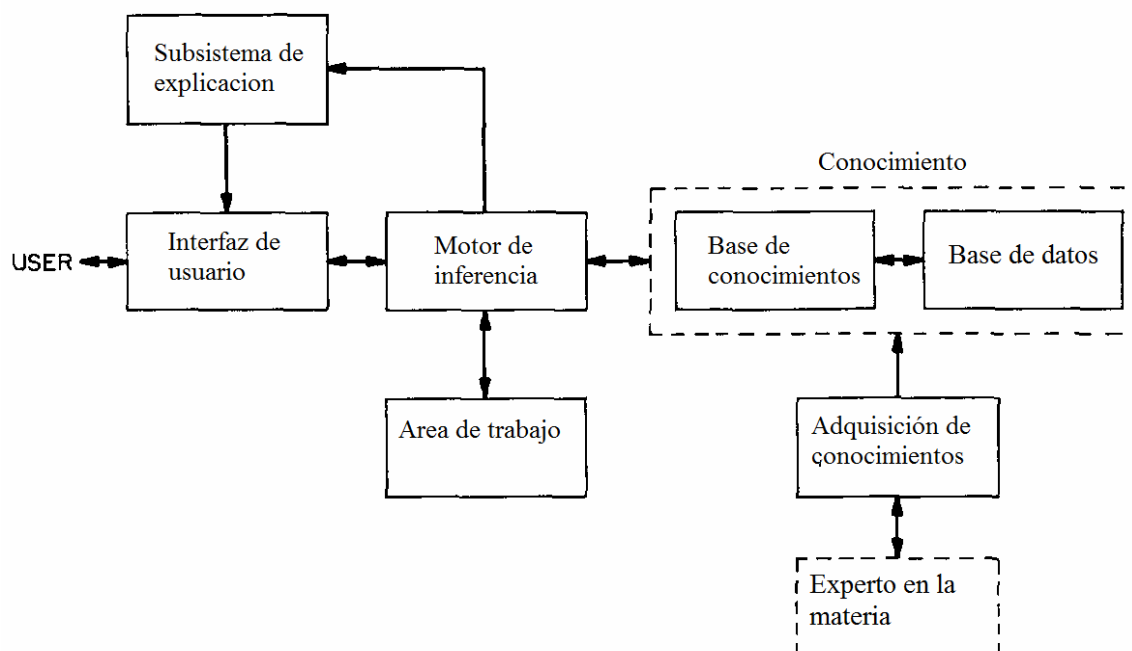 Subsistema de
explicacion
Conocimiento
USER
Interfaz de
usuario
Motor de
inferencia
Base de
conocimientos
Base de datos
Area de trabajo
Adquisición de
conocimientos
Experto en la
materia